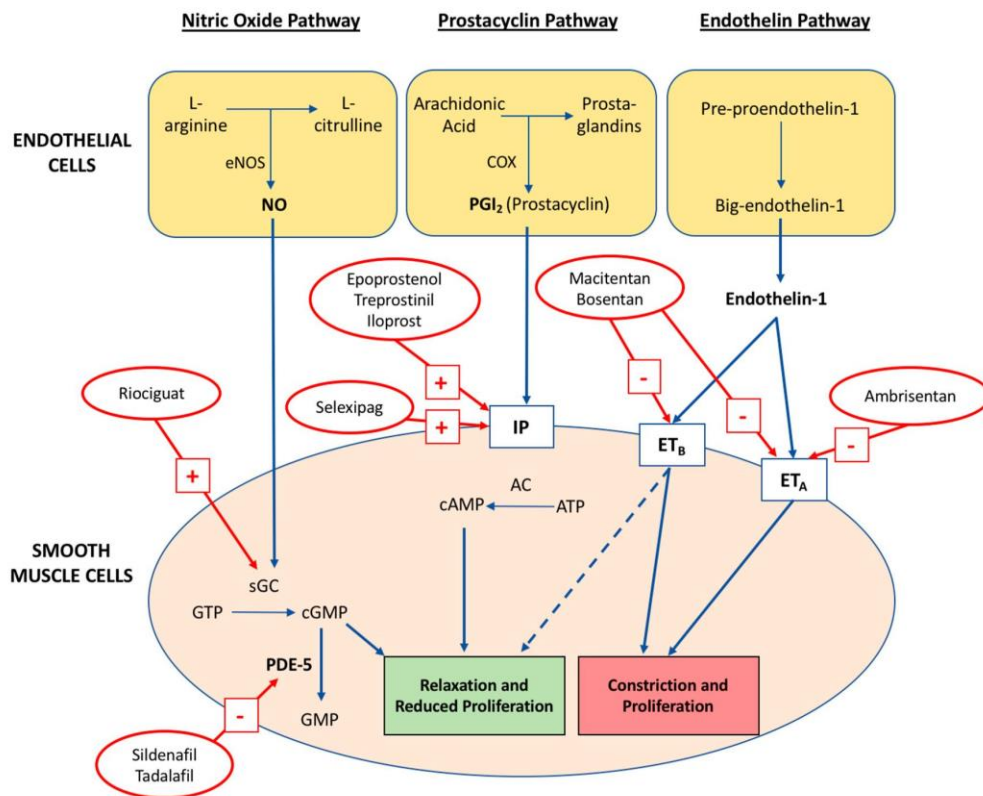 Nitric Oxide Pathway
Prostacyclin Pathway
Endothelin Pathway
ENDOTHELIAL
CELLS
L-
arginine
L-
citrulline
eNOS
NO
Arachidonic
Acid
Prosta-
glandins
COX
PGI₂ (Prostacyclin)
Pre-proendothelin-1
Big-endothelin-1
Endothelin-1
Epoprostenol
Treprostinil
Iloprost
+
Macitentan
Bosentan
-
-
Riociguat
+
Selexipag
+
Ambrisentan
-
IP
ET_B
ET_A
SMOOTH
MUSCLE CELLS
AC
cAMP
ATP
sGC
GTP
cGMP
PDE-5
GMP
-
Sildenafil
Tadalafil
Relaxation and
Reduced Proliferation
Constriction and
Proliferation